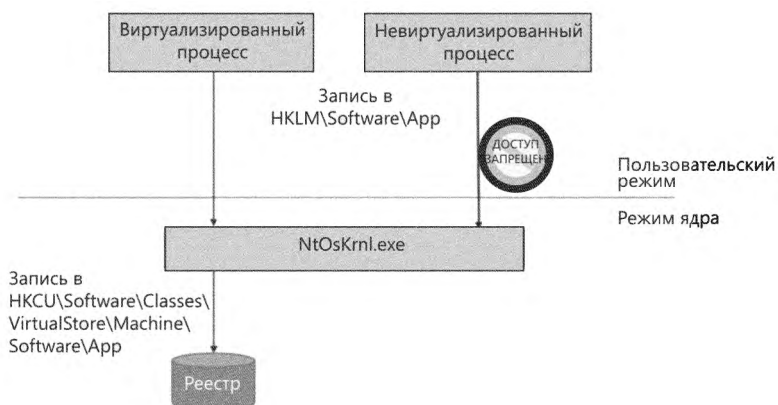 Виртуализированный
процесс
Невиртуализированный
процесс
Запись в
HKLM\Software\App
ДОСТУП
ЗАПРЕЩЕН
Пользовательский
режим
Режим ядра
NtOsKrnl.exe
Запись в
HKCU\Software\Classes\
VirtualStore\Machine\
Software\App
Реестр